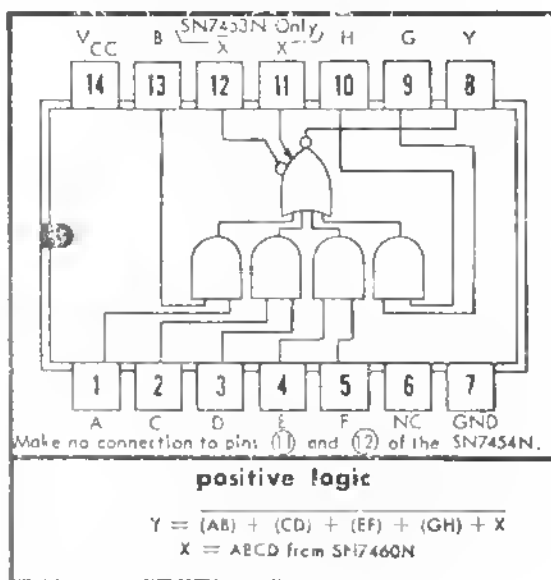 SN7453N Only
VCC B X̄ X H G Y
14 13 12 11 10 9 8
1 2 3 4 5 6 7
A C D E F NC GND
Make no connection to pins (11) and (12) of the SN7454N.
positive logic
Y = (AB) + (CD) + (EF) + (GH) + X
X = ABCD from SN7460N